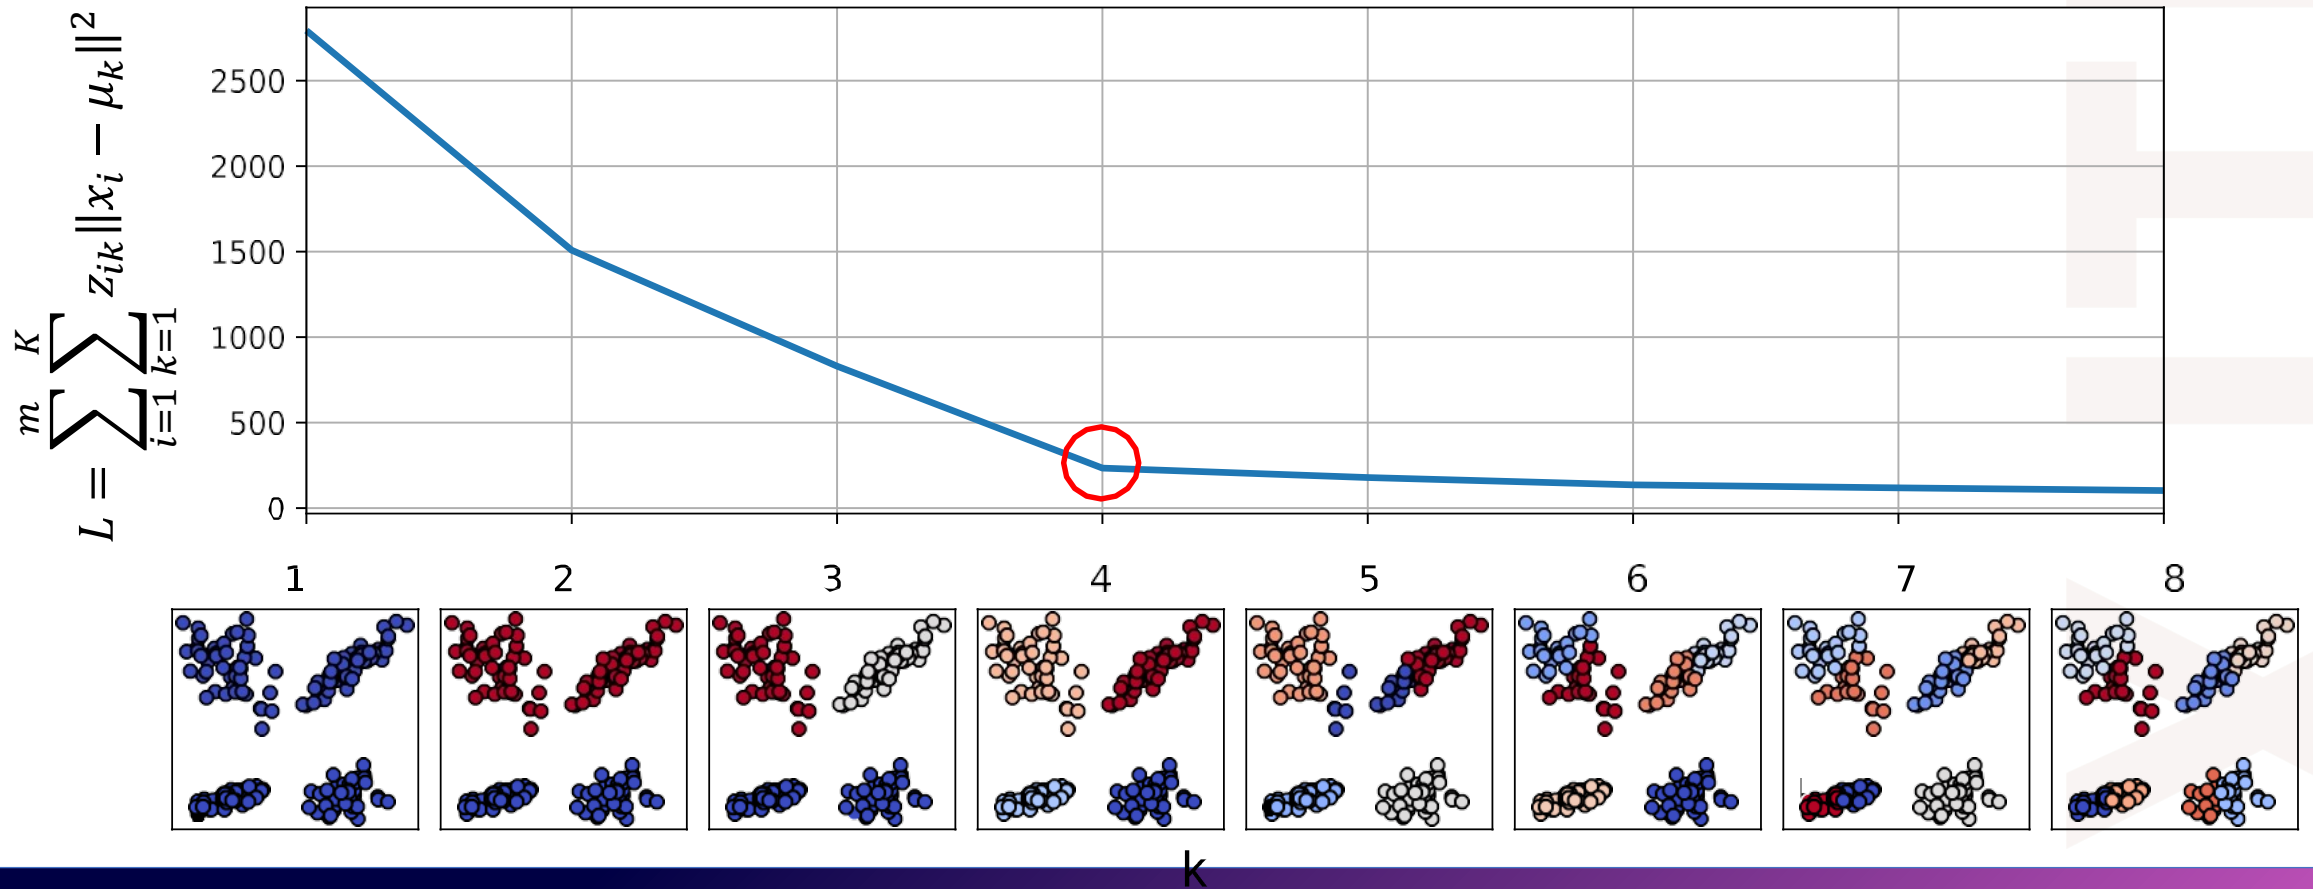 L = ∑_{i=1}^{m} ∑_{k=1}^{K} z_{ik}||x_i − μ_k||^2
2500
2000
1500
1000
500
0
1 2 3 4 5 6 7 8
k